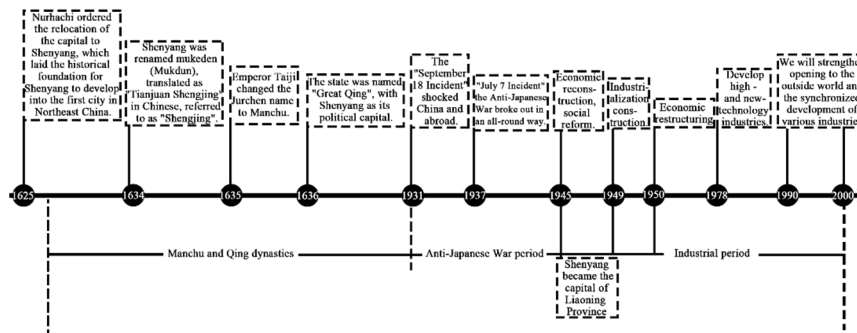 Nurhachi ordered
the relocation of
the capital to
Shenyang, which
laid the historical
foundation for
Shenyang to develop
into the first city in
Northeast China.
Shenyang was
renamed mukeden
(Mukdun),
translated as
"Tianjuan Shengjing"
in Chinese, referred
to as "Shengjing".
Emperor Taiji
changed the
Jurchen name
to Manchu.
The state was named
"Great Qing", with
Shenyang as its
political capital.
The
"September
18 Incident"
shocked
China and
abroad.
"July 7 Incident"
the Anti-Japanese
War broke out in
an all-round way.
Economic
recons-
truction,
social
reform.
Industri-
alization
cons-
truction.
Economic
restructuring.
Develop
high -
and new-
technology
industries.
We will strengthen
opening to the
outside world and
the synchronized
development of
various industries
1625
1634
1635
1636
1931
1937
1945
1949
1950
1978
1990
2000
Manchu and Qing dynastics
Anti-Japanese War period
Industrial period
Shenyang
became the
capital of
Liaoning
Province